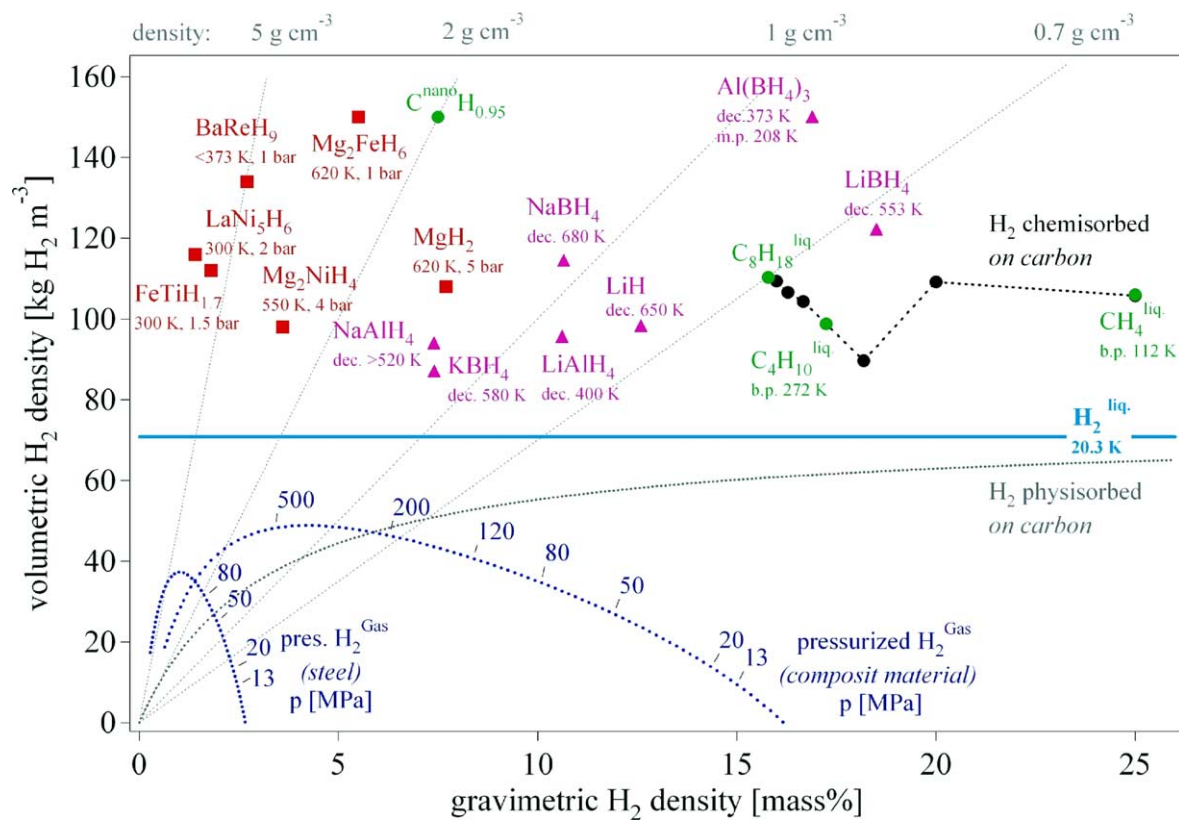 density: 5 g cm⁻³ 2 g cm⁻³ 1 g cm⁻³ 0.7 g cm⁻³
volumetric H₂ density [kg H₂ m⁻³]
160
140
120
100
80
60
40
20
0
BaReH₉
<373 K, 1 bar
Mg₂FeH₆
620 K, 1 bar
CⁿᵃⁿᵒH₀.₉₅
Al(BH₄)₃
dec.373 K
m.p. 208 K
LaNi₅H₆
300 K, 2 bar
FeTiH₁.₇
300 K, 1.5 bar
Mg₂NiH₄
550 K, 4 bar
MgH₂
620 K, 5 bar
NaBH₄
dec. 680 K
LiBH₄
dec. 553 K
LiH
dec. 650 K
NaAlH₄
dec. >520 K
KBH₄
dec. 580 K
LiAlH₄
dec. 400 K
C₈H₁₈ liq.
C₄H₁₀ liq.
b.p. 272 K
H₂ chemisorbed
on carbon
CH₄ liq.
b.p. 112 K
H₂ liq.
20.3 K
H₂ physisorbed
on carbon
500
200
120
80
50
20
13
80
50
20
13
pres. H₂ Gas
(steel)
p [MPa]
pressurized H₂ Gas
(composit material)
p [MPa]
0 5 10 15 20 25
gravimetric H₂ density [mass%]